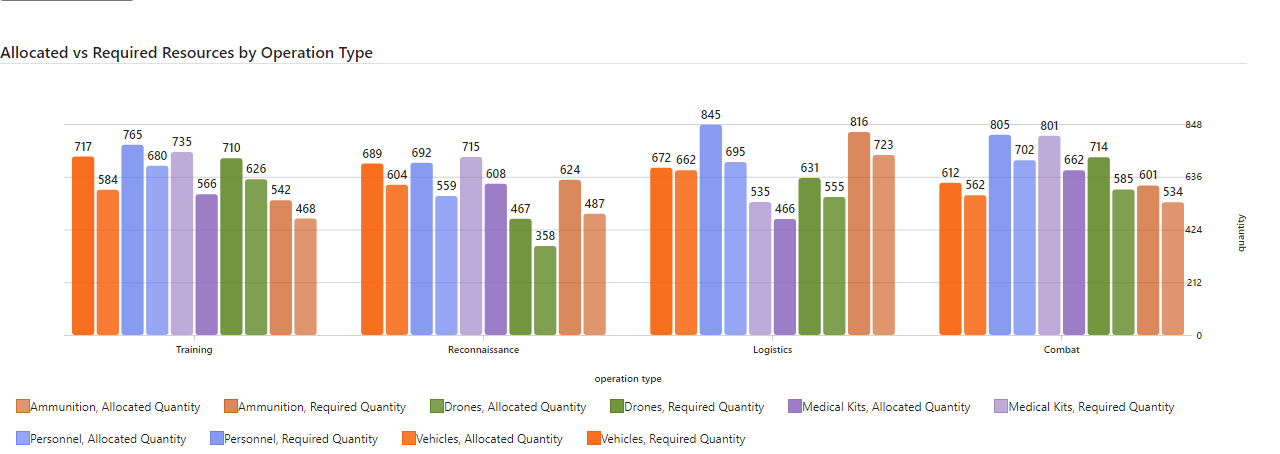 Allocated vs Required Resources by Operation Type
717 584 765 680 735 566 710 626 542 468
689 604 692 559 715 608 467 358 624 487
672 662 845 695 535 466 631 555 816 723
612 562 805 702 801 662 714 585 601 534
848
636
424
212
0
quantity
Training Reconnaissance Logistics Combat
operation type
Ammunition, Allocated Quantity Ammunition, Required Quantity Drones, Allocated Quantity Drones, Required Quantity Medical Kits, Allocated Quantity Medical Kits, Required Quantity
Personnel, Allocated Quantity Personnel, Required Quantity Vehicles, Allocated Quantity Vehicles, Required Quantity